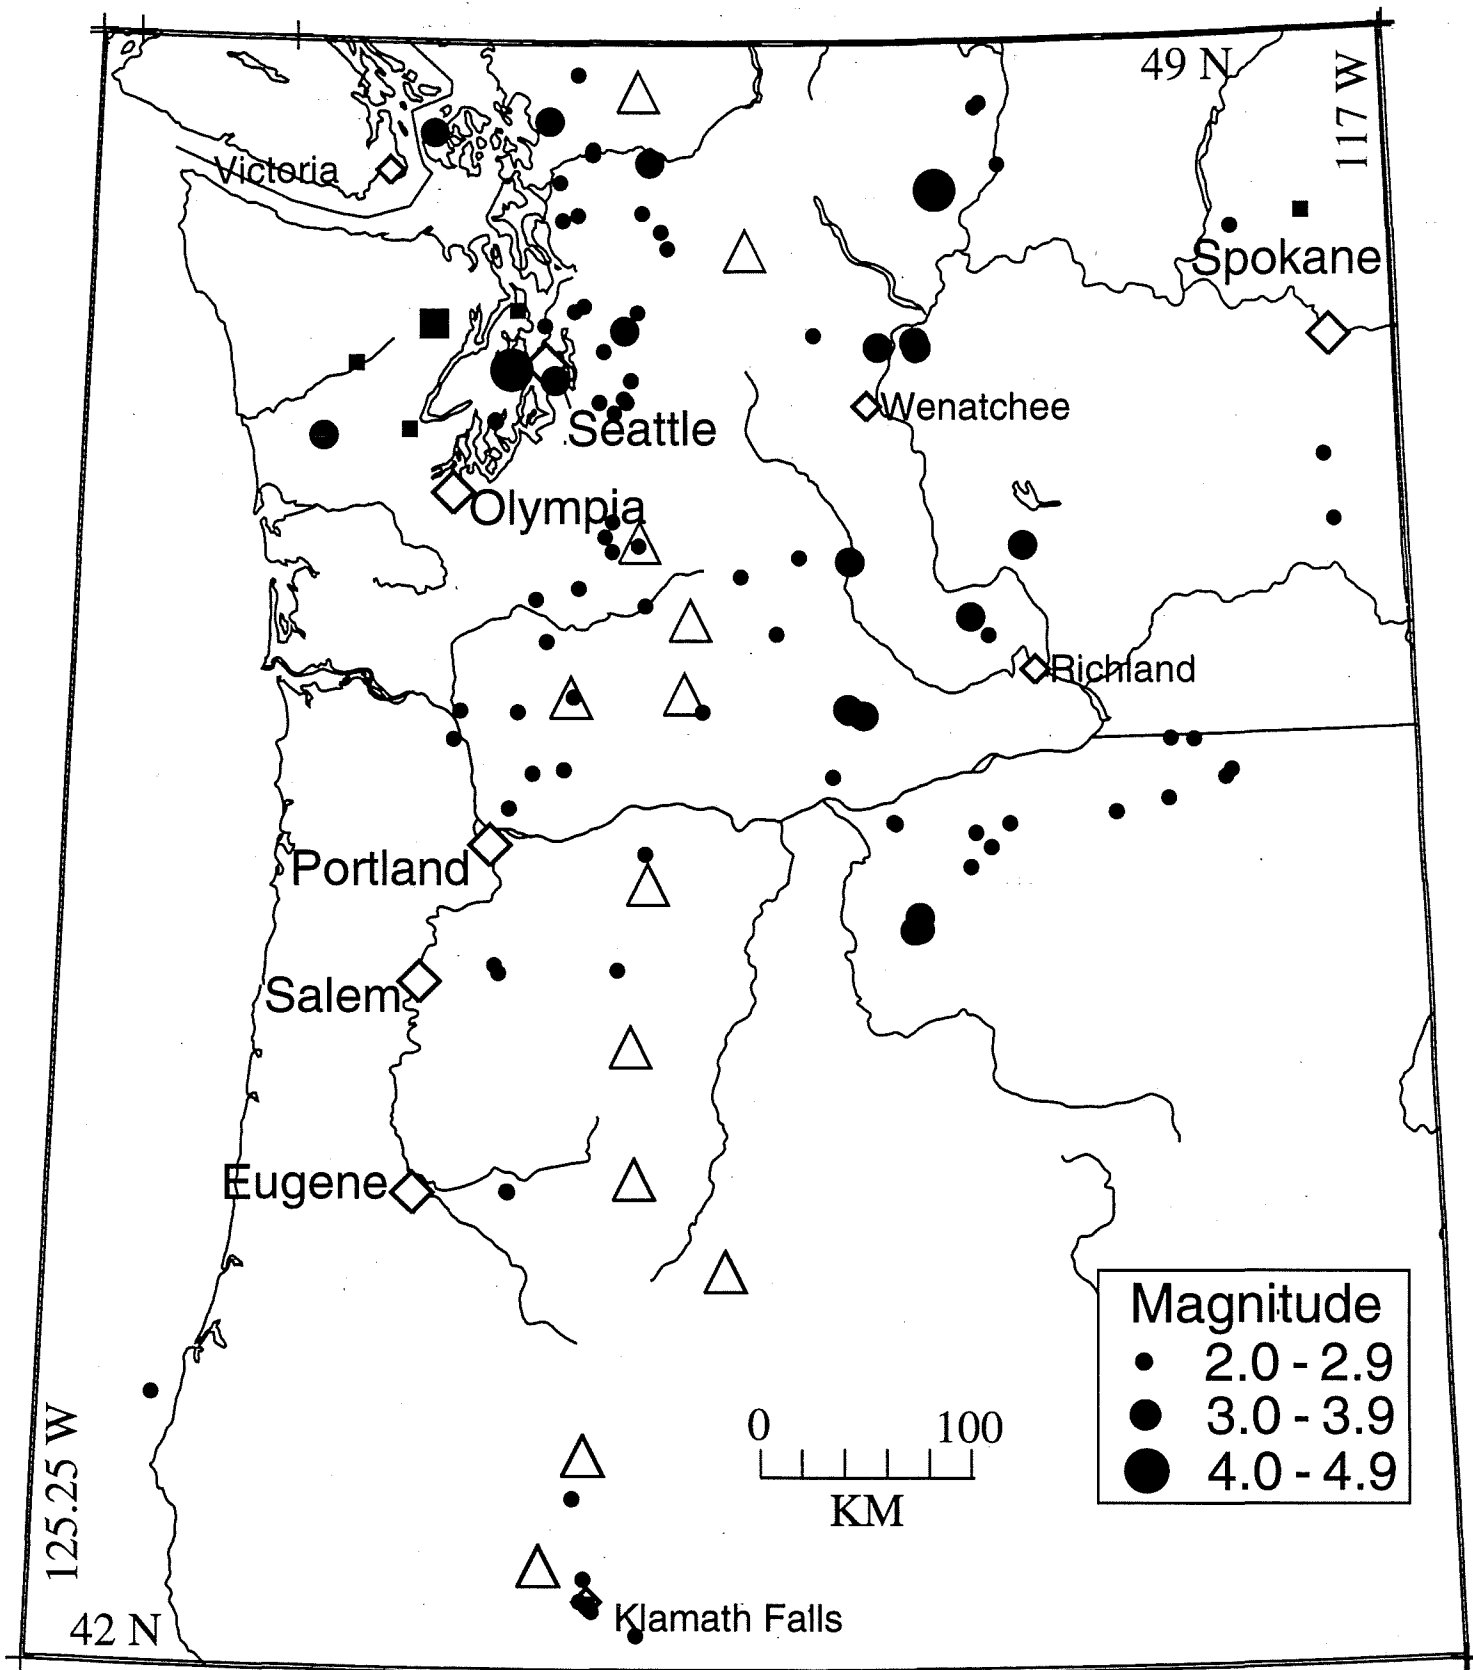 49 N
117 W
Victoria
Spokane
Wenatchee
Seattle
Olympia
Richland
Portland
Salem
Eugene
Magnitude
2.0 - 2.9
3.0 - 3.9
4.0 - 4.9
0 100
KM
125.25 W
42 N
Klamath Falls